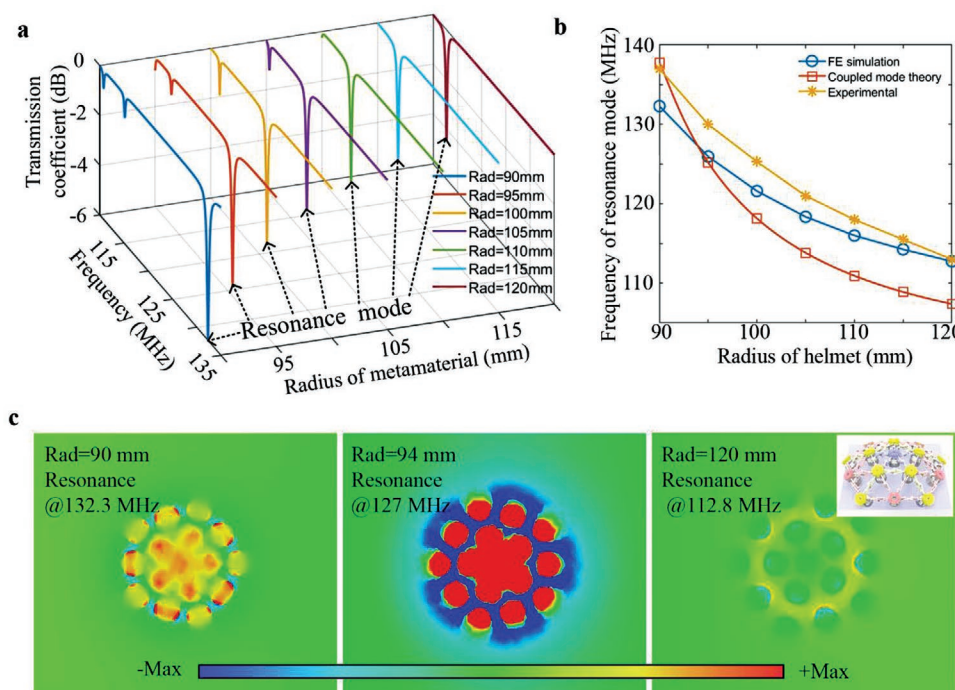 a
Transmission
coefficient (dB)
0
-2
-4
-6
115
125
135
Frequency (MHz)
95
105
115
Radius of metamaterial (mm)
Rad=90mm
Rad=95mm
Rad=100mm
Rad=105mm
Rad=110mm
Rad=115mm
Rad=120mm
Resonance mode
b
Frequency of resonance mode (MHz)
140
130
120
110
90
100
110
120
Radius of helmet (mm)
FE simulation
Coupled mode theory
Experimental
c
Rad=90 mm
Resonance
@132.3 MHz
Rad=94 mm
Resonance
@127 MHz
Rad=120 mm
Resonance
@112.8 MHz
-Max
+Max